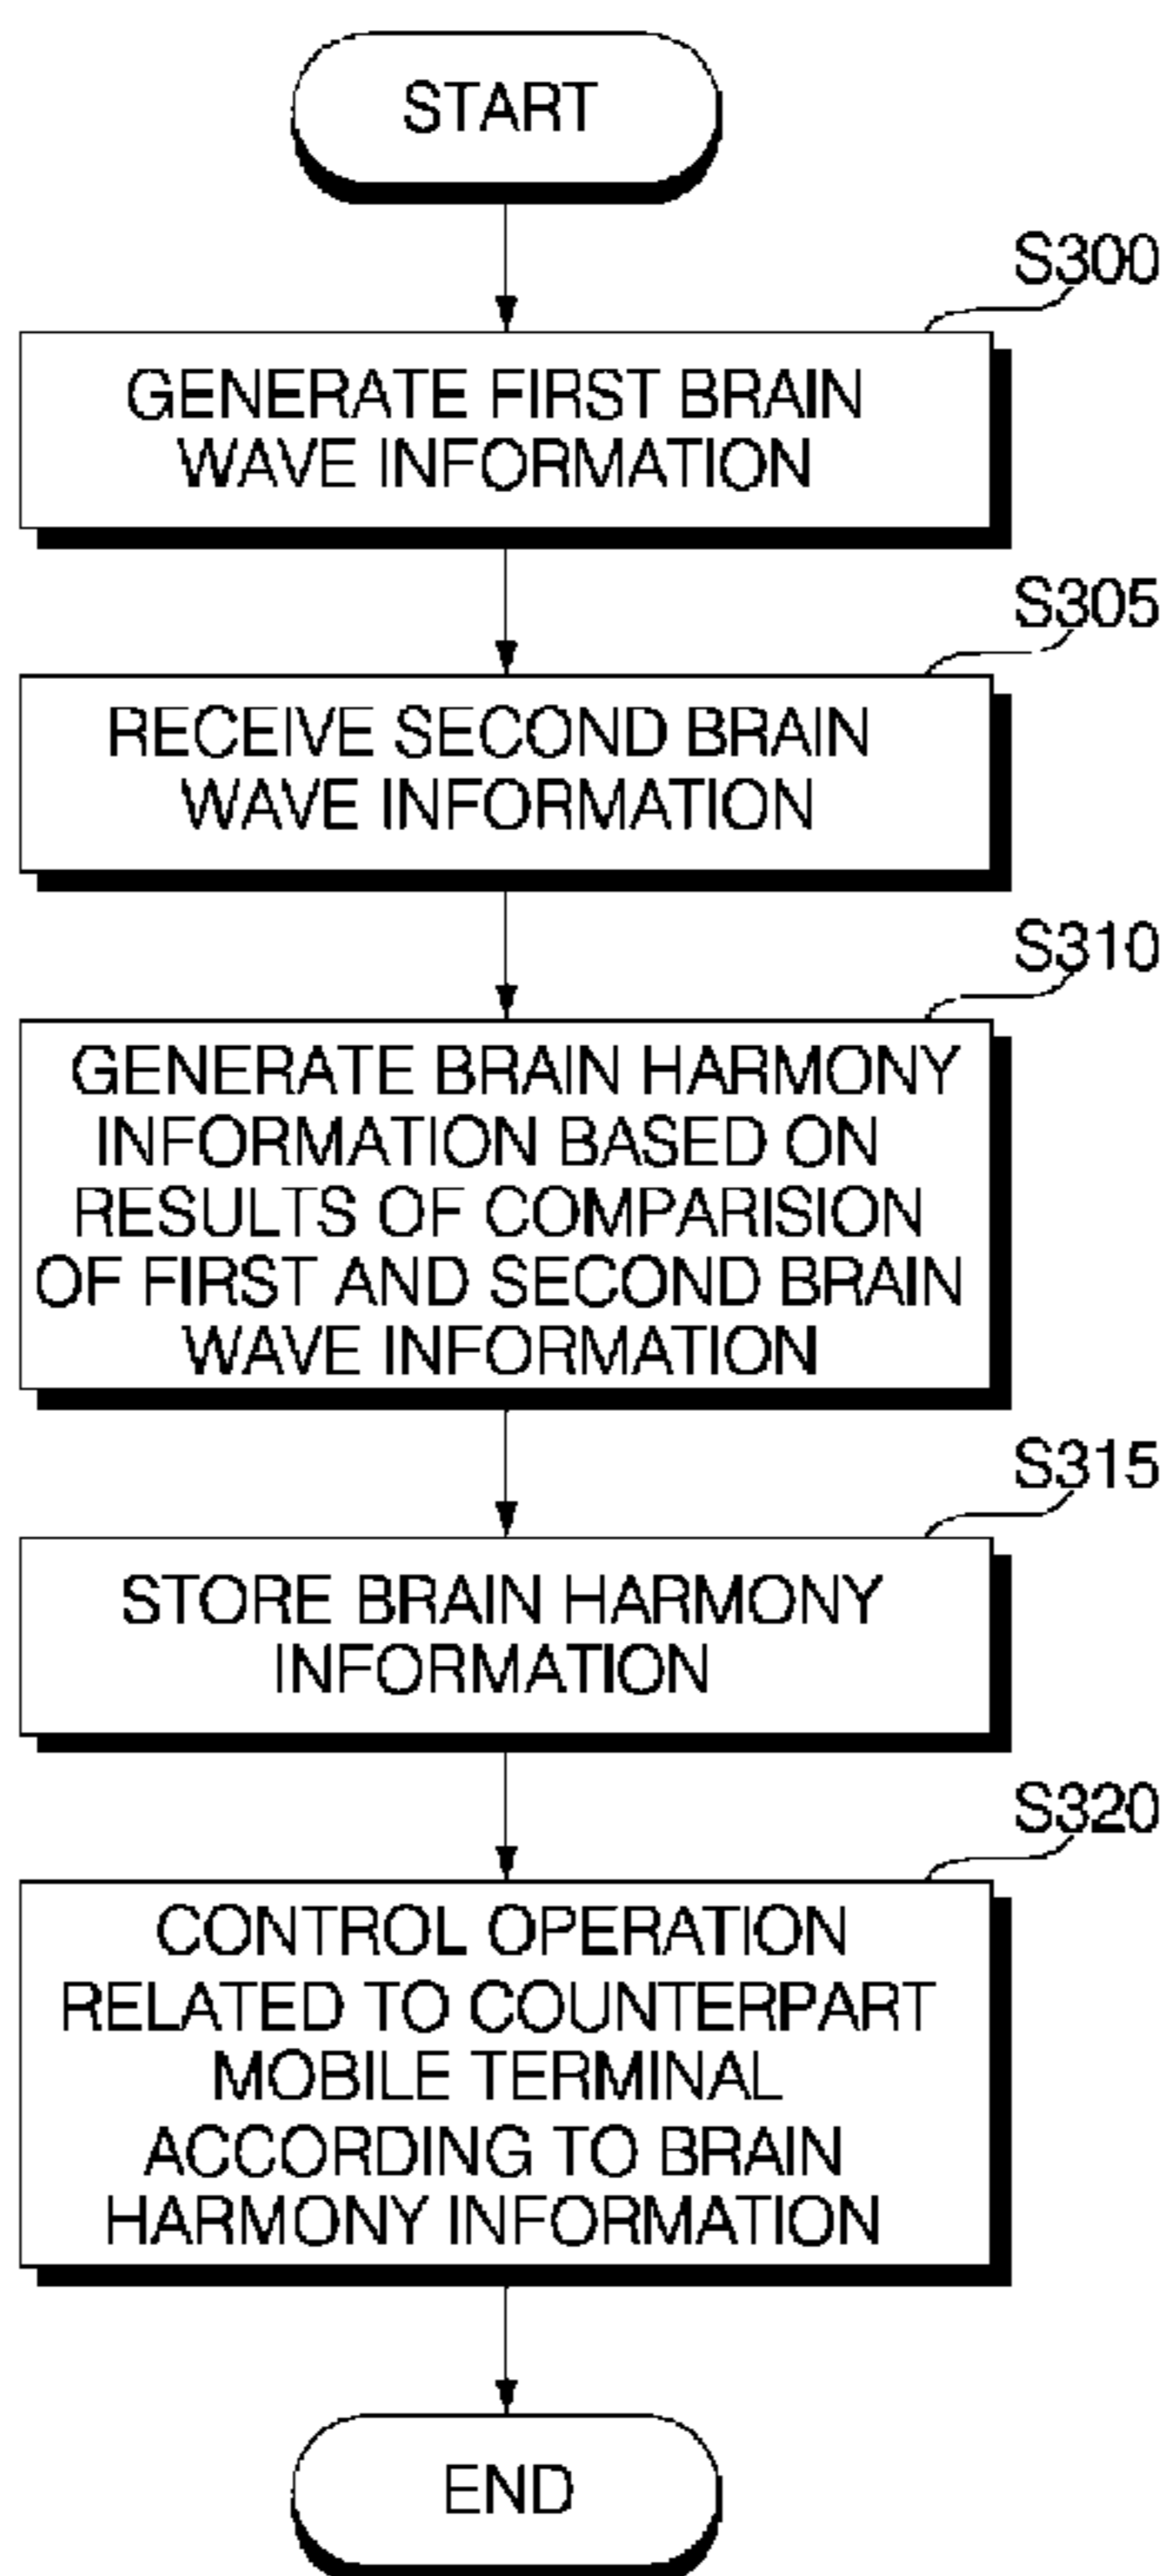 START
S300
GENERATE FIRST BRAIN
WAVE INFORMATION
S305
RECEIVE SECOND BRAIN
WAVE INFORMATION
S310
GENERATE BRAIN HARMONY
INFORMATION BASED ON
RESULTS OF COMPARISION
OF FIRST AND SECOND BRAIN
WAVE INFORMATION
S315
STORE BRAIN HARMONY
INFORMATION
S320
CONTROL OPERATION
RELATED TO COUNTERPART
MOBILE TERMINAL
ACCORDING TO BRAIN
HARMONY INFORMATION
END